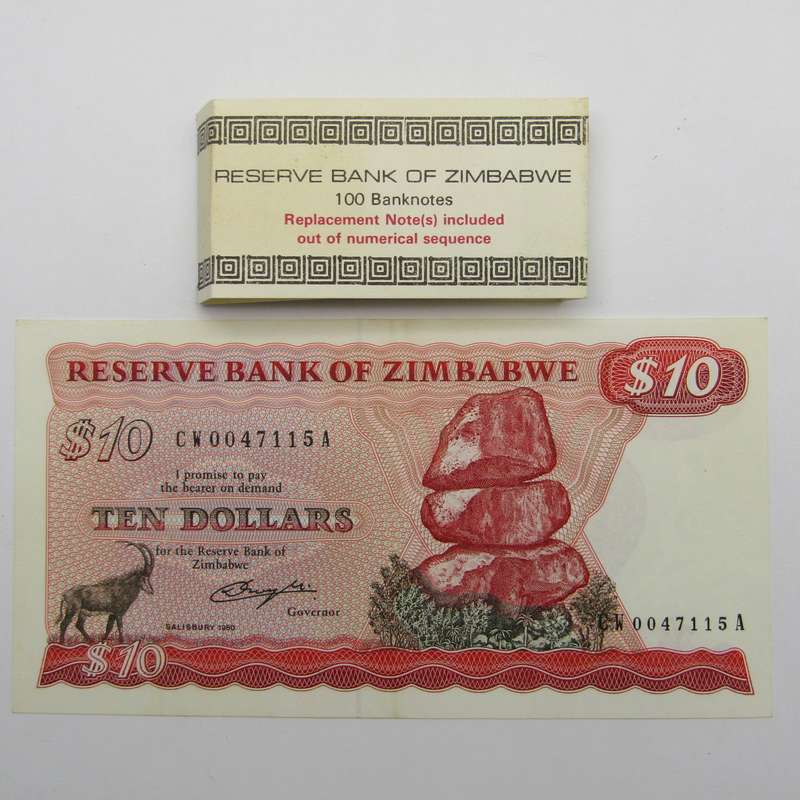 RESERVE BANK OF ZIMBABWE
100 Banknotes
Replacement Note(s) included
out of numerical sequence
RESERVE BANK OF ZIMBABWE
$10
$10 CW0047115A
I promise to pay
the bearer on demand
TEN DOLLARS
for the Reserve Bank of
Zimbabwe
Governor
SALISBURY 1980
CW0047115A
$10